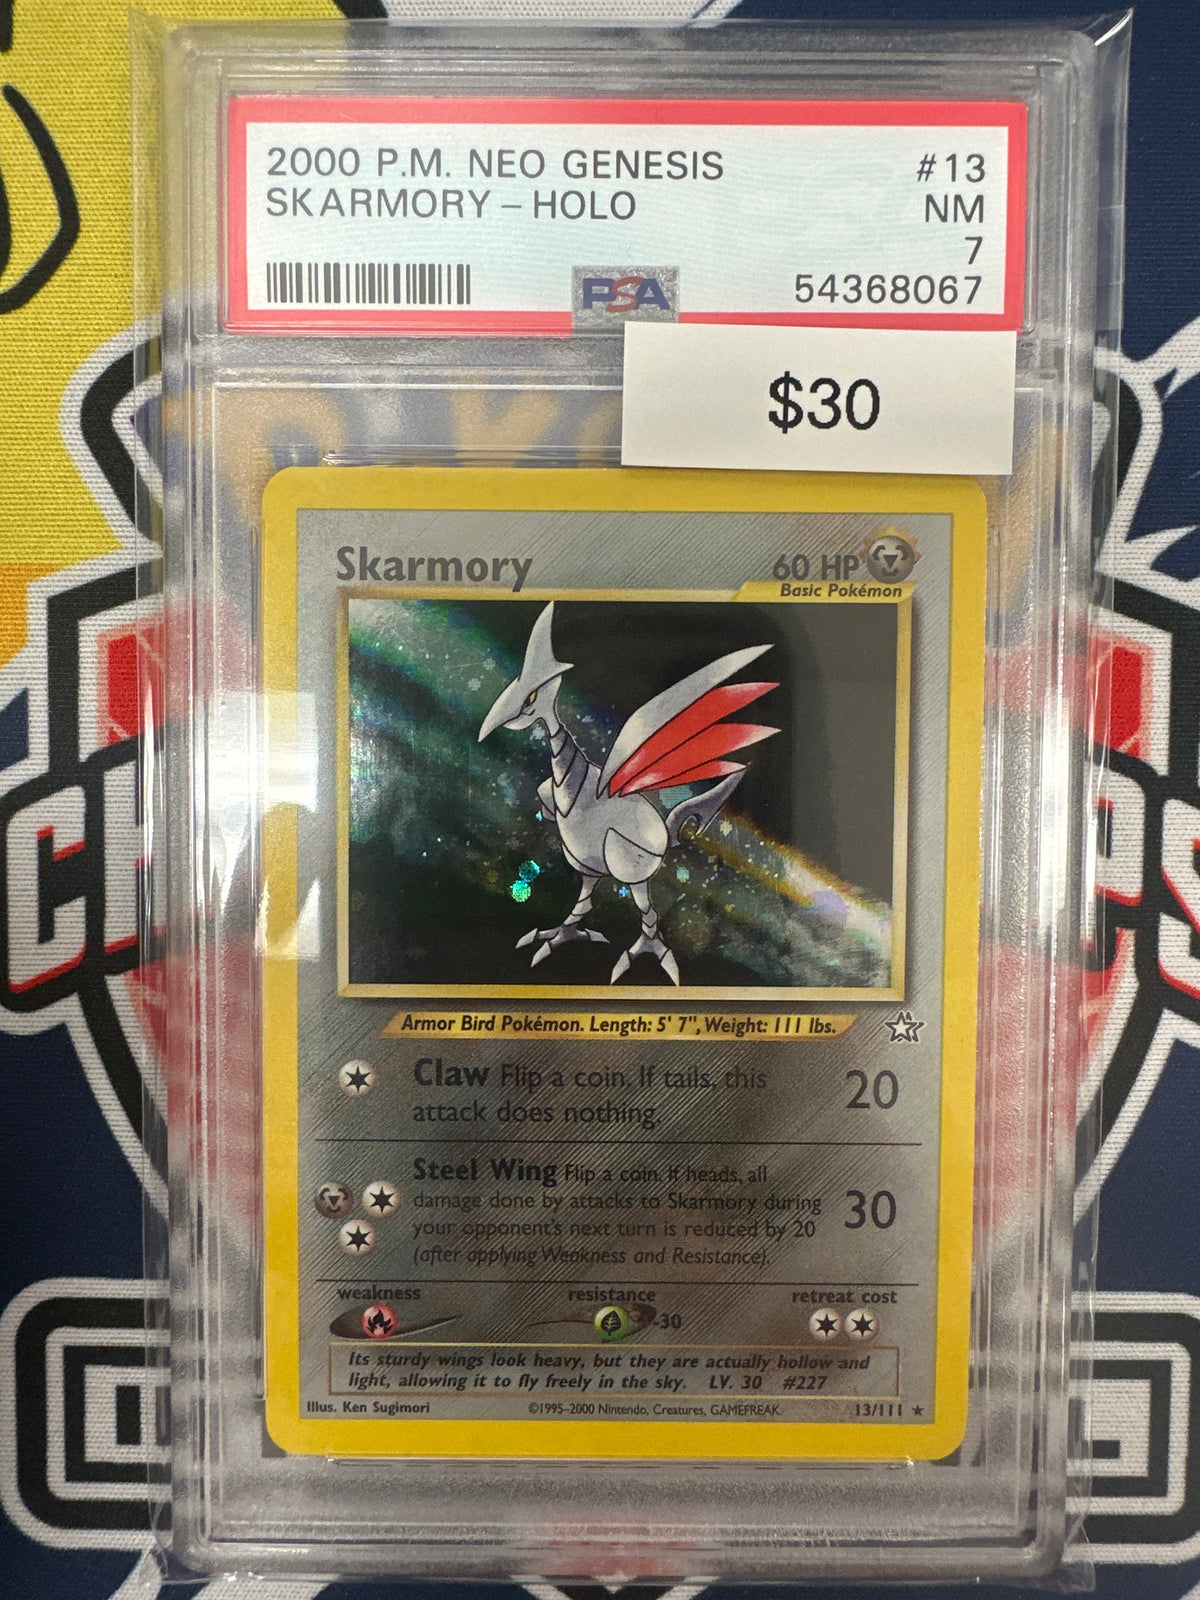 2000 P.M. NEO GENESIS #13
SKARMORY - HOLO NM
7
PSA 54368067
$30
Skarmory 60 HP
Basic Pokémon
Armor Bird Pokémon. Length: 5' 7", Weight: 111 lbs.
Claw Flip a coin. If tails, this
attack does nothing. 20
Steel Wing Flip a coin. If heads, all
damage done by attacks to Skarmory during
your opponent's next turn is reduced by 20
(after applying Weakness and Resistance). 30
weakness resistance retreat cost
-30
Its sturdy wings look heavy, but they are actually hollow and
light, allowing it to fly freely in the sky. LV. 30 #227
Illus. Ken Sugimori ©1995-2000 Nintendo, Creatures, GAMEFREAK. 13/111 ★